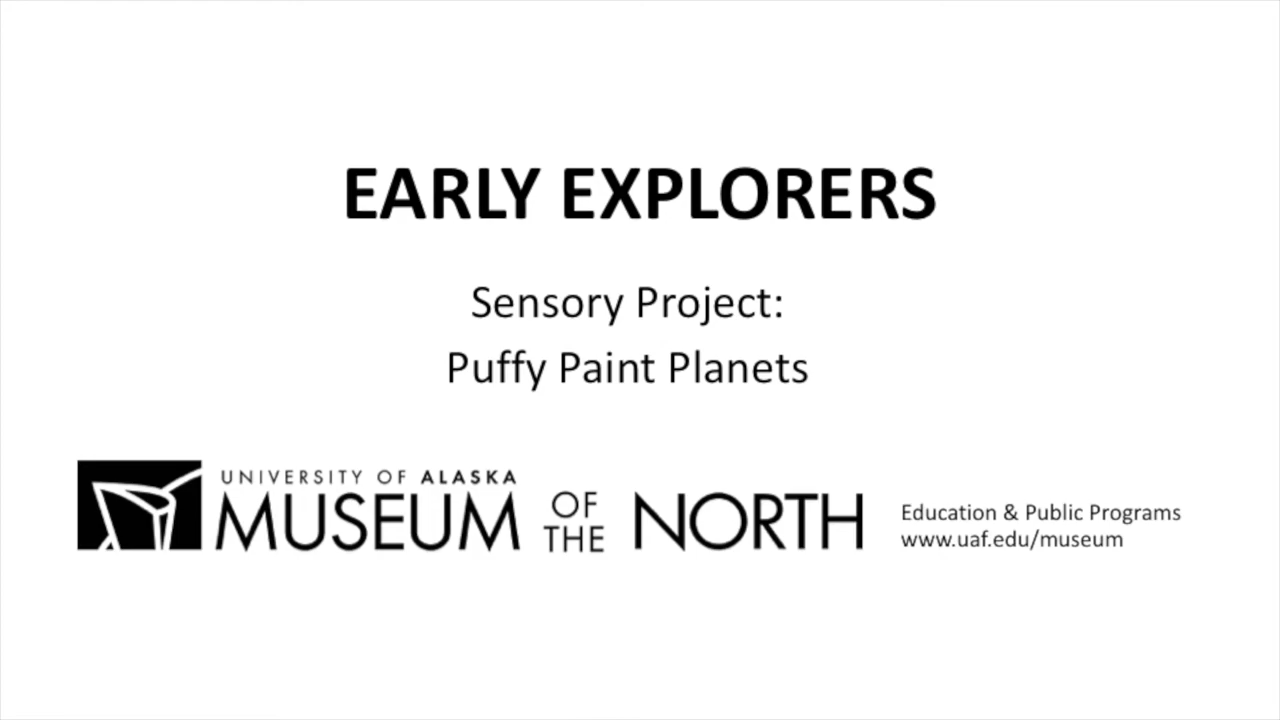 EARLY EXPLORERS
Sensory Project:
Puffy Paint Planets
UNIVERSITY OF ALASKA
MUSEUM OF THE NORTH
Education & Public Programs
www.uaf.edu/museum